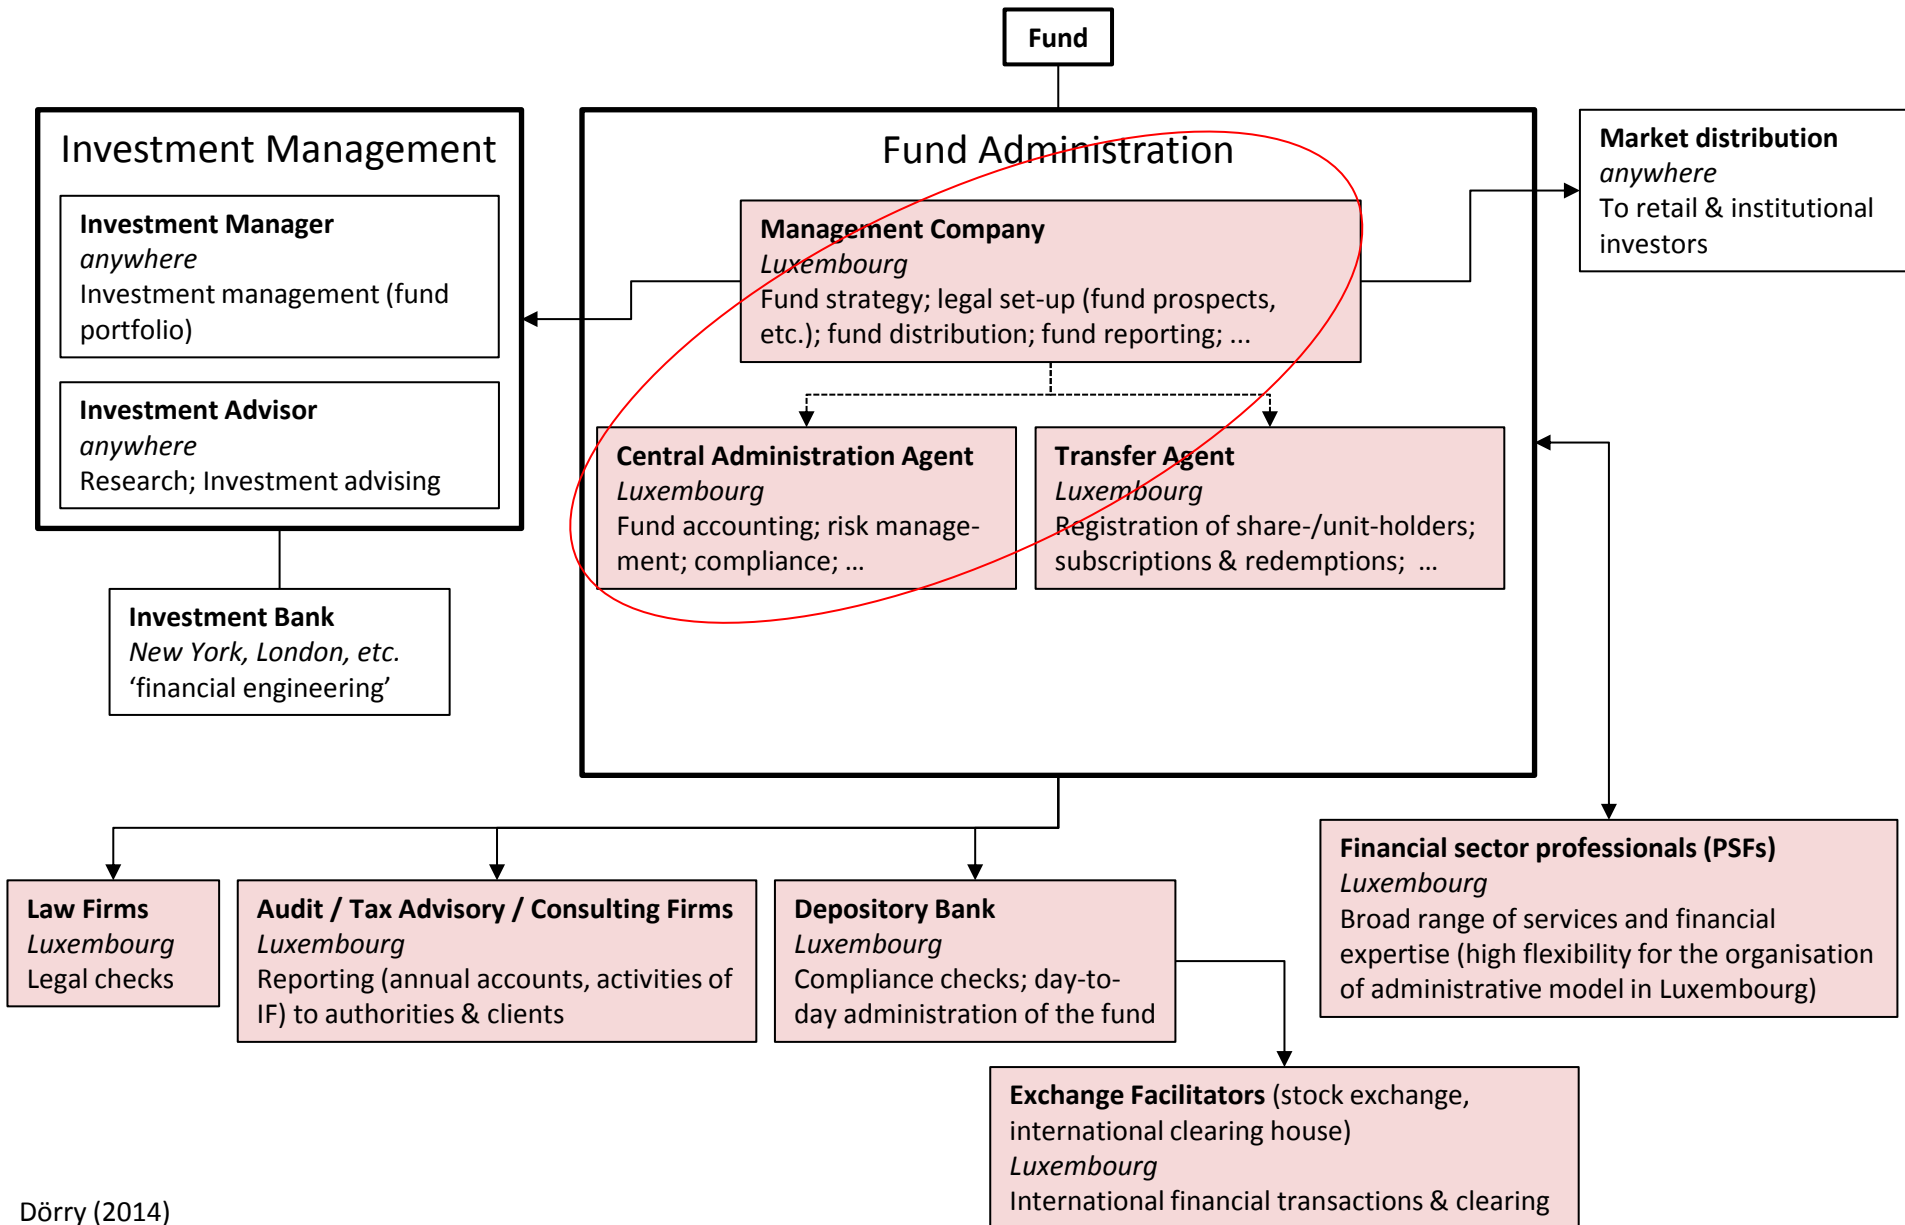 Fund
Investment Management
Investment Manager
anywhere
Investment management (fund
portfolio)
Investment Advisor
anywhere
Research; Investment advising
Investment Bank
New York, London, etc.
‘financial engineering’
Fund Administration
Management Company
Luxembourg
Fund strategy; legal set-up (fund prospects,
etc.); fund distribution; fund reporting; ...
Central Administration Agent
Luxembourg
Fund accounting; risk manage-
ment; compliance; ...
Transfer Agent
Luxembourg
Registration of share-/unit-holders;
subscriptions & redemptions; ...
Market distribution
anywhere
To retail & institutional
investors
Law Firms
Luxembourg
Legal checks
Audit / Tax Advisory / Consulting Firms
Luxembourg
Reporting (annual accounts, activities of
IF) to authorities & clients
Depository Bank
Luxembourg
Compliance checks; day-to-
day administration of the fund
Financial sector professionals (PSFs)
Luxembourg
Broad range of services and financial
expertise (high flexibility for the organisation
of administrative model in Luxembourg)
Exchange Facilitators (stock exchange,
international clearing house)
Luxembourg
International financial transactions & clearing
Dörry (2014)